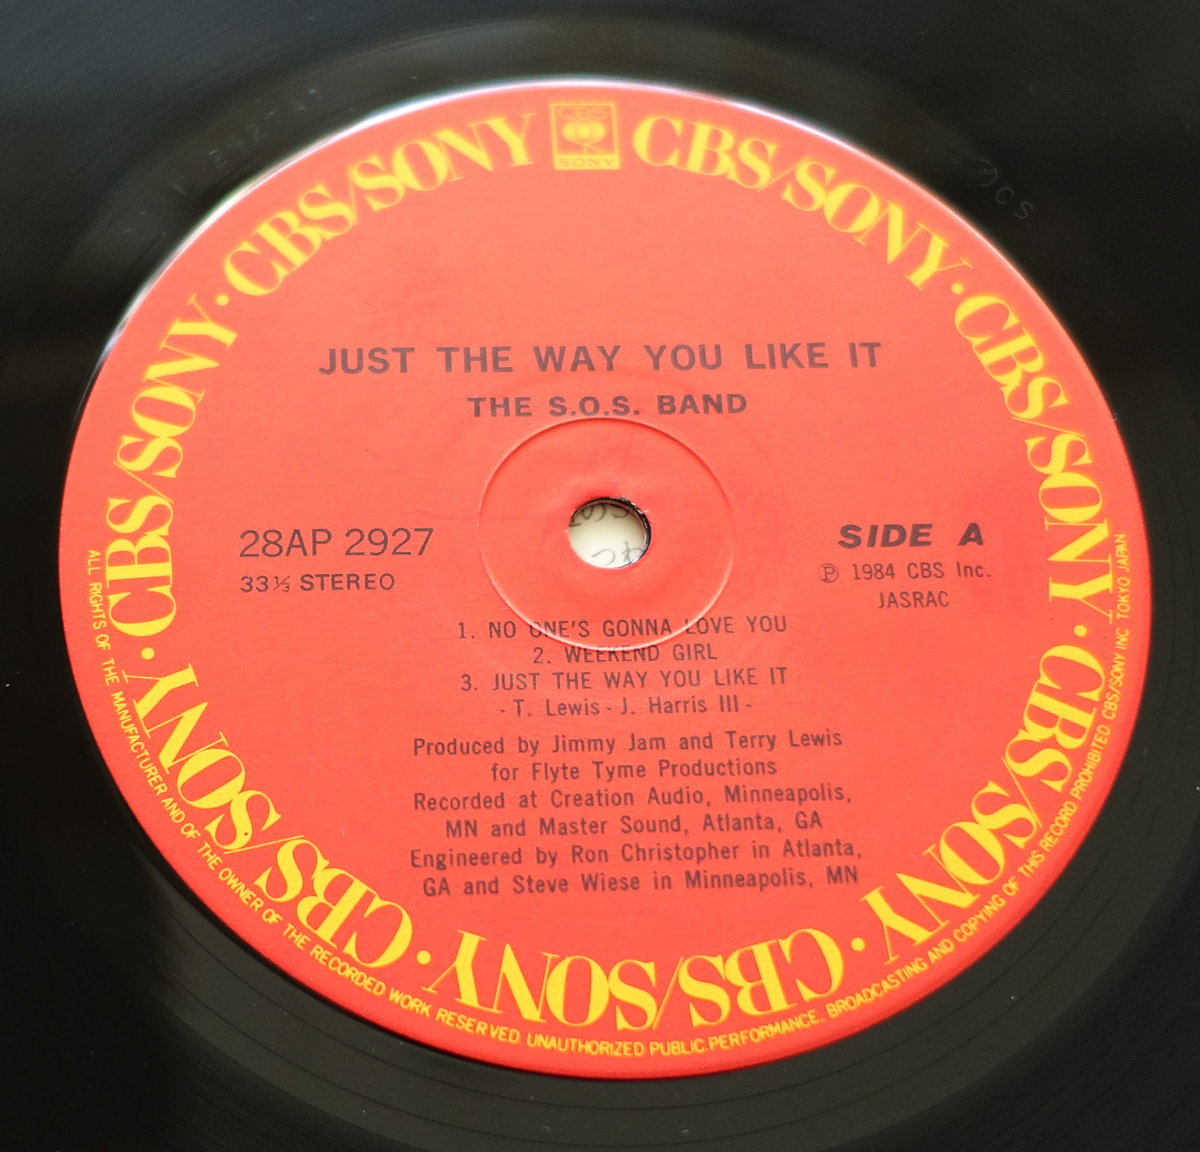 CBS
SONY
CBS/SONY · CBS/SONY · CBS/SONY · CBS/SONY · CBS/SONY · CBS/SONY · CBS/SONY · CBS/SONY
JUST THE WAY YOU LIKE IT
THE S.O.S. BAND
28AP 2927
33⅓ STEREO
SIDE A
Ⓟ 1984 CBS Inc.
JASRAC
1. NO ONE'S GONNA LOVE YOU
2. WEEKEND GIRL
3. JUST THE WAY YOU LIKE IT
- T. Lewis - J. Harris III -
Produced by Jimmy Jam and Terry Lewis
for Flyte Tyme Productions
Recorded at Creation Audio, Minneapolis,
MN and Master Sound, Atlanta, GA
Engineered by Ron Christopher in Atlanta,
GA and Steve Wiese in Minneapolis, MN
ALL RIGHTS OF THE MANUFACTURER AND OF THE OWNER OF THE RECORDED WORK RESERVED. UNAUTHORIZED PUBLIC PERFORMANCE, BROADCASTING AND COPYING OF THIS RECORD PROHIBITED. CBS/SONY INC TOKYO JAPAN